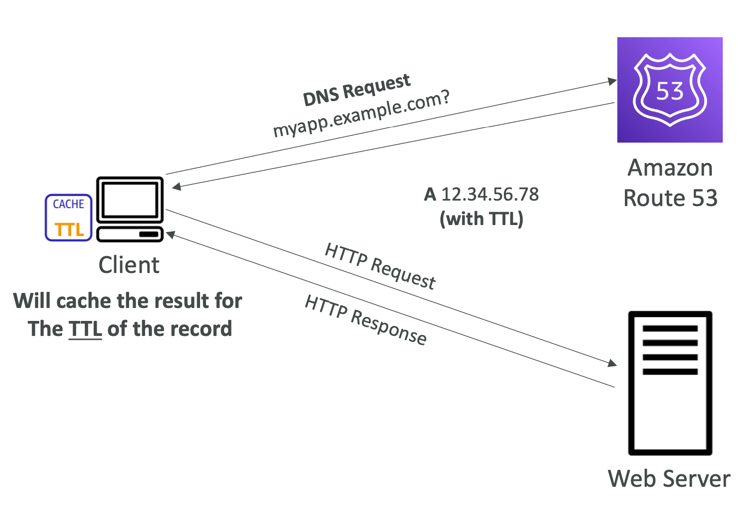 DNS Request
myapp.example.com?
53
Amazon
Route 53
A 12.34.56.78
(with TTL)
CACHE
TTL
Client
Will cache the result for
The TTL of the record
HTTP Request
HTTP Response
Web Server